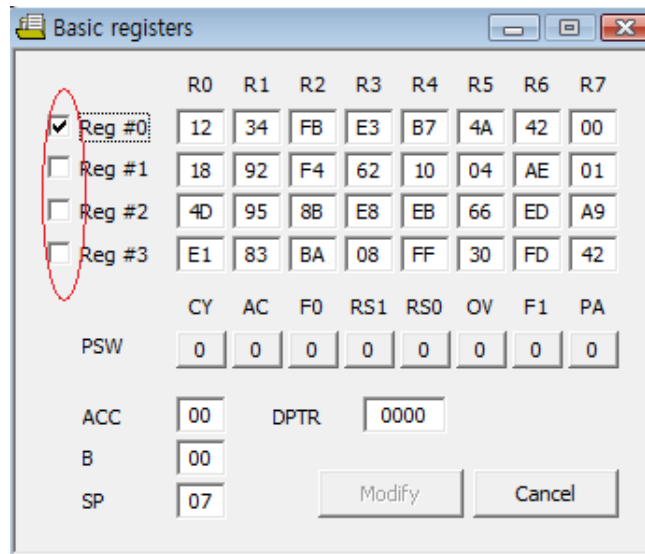 Basic registers
R0 R1 R2 R3 R4 R5 R6 R7
Reg #0 12 34 FB E3 B7 4A 42 00
Reg #1 18 92 F4 62 10 04 AE 01
Reg #2 4D 95 8B E8 EB 66 ED A9
Reg #3 E1 83 BA 08 FF 30 FD 42
CY AC F0 RS1 RS0 OV F1 PA
PSW 0 0 0 0 0 0 0 0
ACC 00 DPTR 0000
B 00
SP 07 Modify Cancel